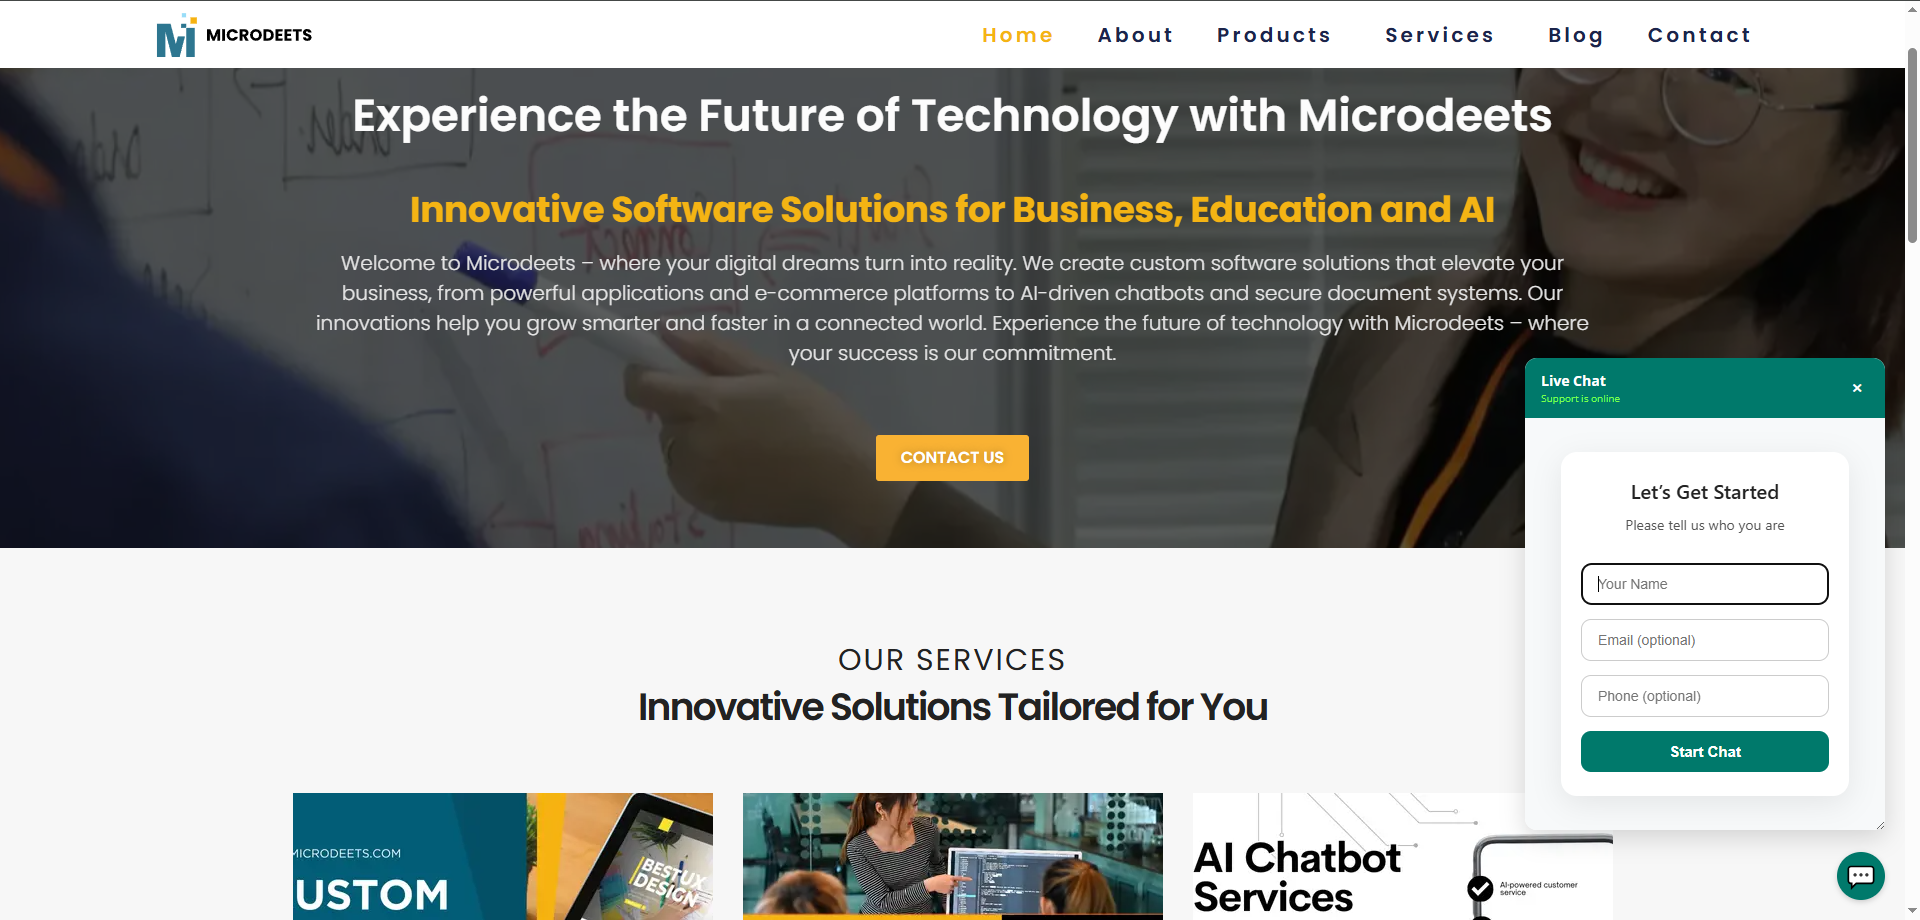 MICRODEETS
Home About Products Services Blog Contact
Experience the Future of Technology with Microdeets
Innovative Software Solutions for Business, Education and AI
Welcome to Microdeets – where your digital dreams turn into reality. We create custom software solutions that elevate your
business, from powerful applications and e-commerce platforms to AI-driven chatbots and secure document systems. Our
innovations help you grow smarter and faster in a connected world. Experience the future of technology with Microdeets – where
your success is our commitment.
CONTACT US
Live Chat
Support is online
×
Let’s Get Started
Please tell us who you are
Your Name
Email (optional)
Phone (optional)
Start Chat
OUR SERVICES
Innovative Solutions Tailored for You
MICRODEETS.COM
USTOM
BEST UX
DESIGN
AI Chatbot
Services
AI-powered customer
service